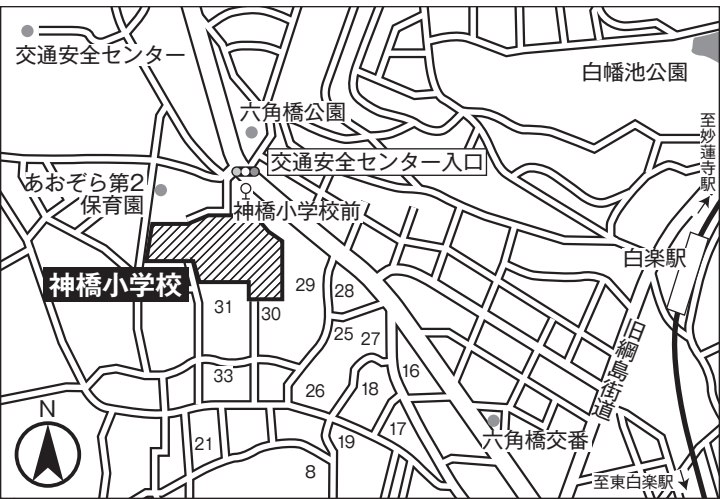 交通安全センター
白幡池公園
六角橋公園
至妙蓮寺駅
交通安全センター入口
あおぞら第2
保育園
神橋小学校前
白楽駅
神橋小学校
29
28
31
30
旧綱島街道
25
27
33
16
26
18
N
六角橋交番
21
19
17
8
至東白楽駅